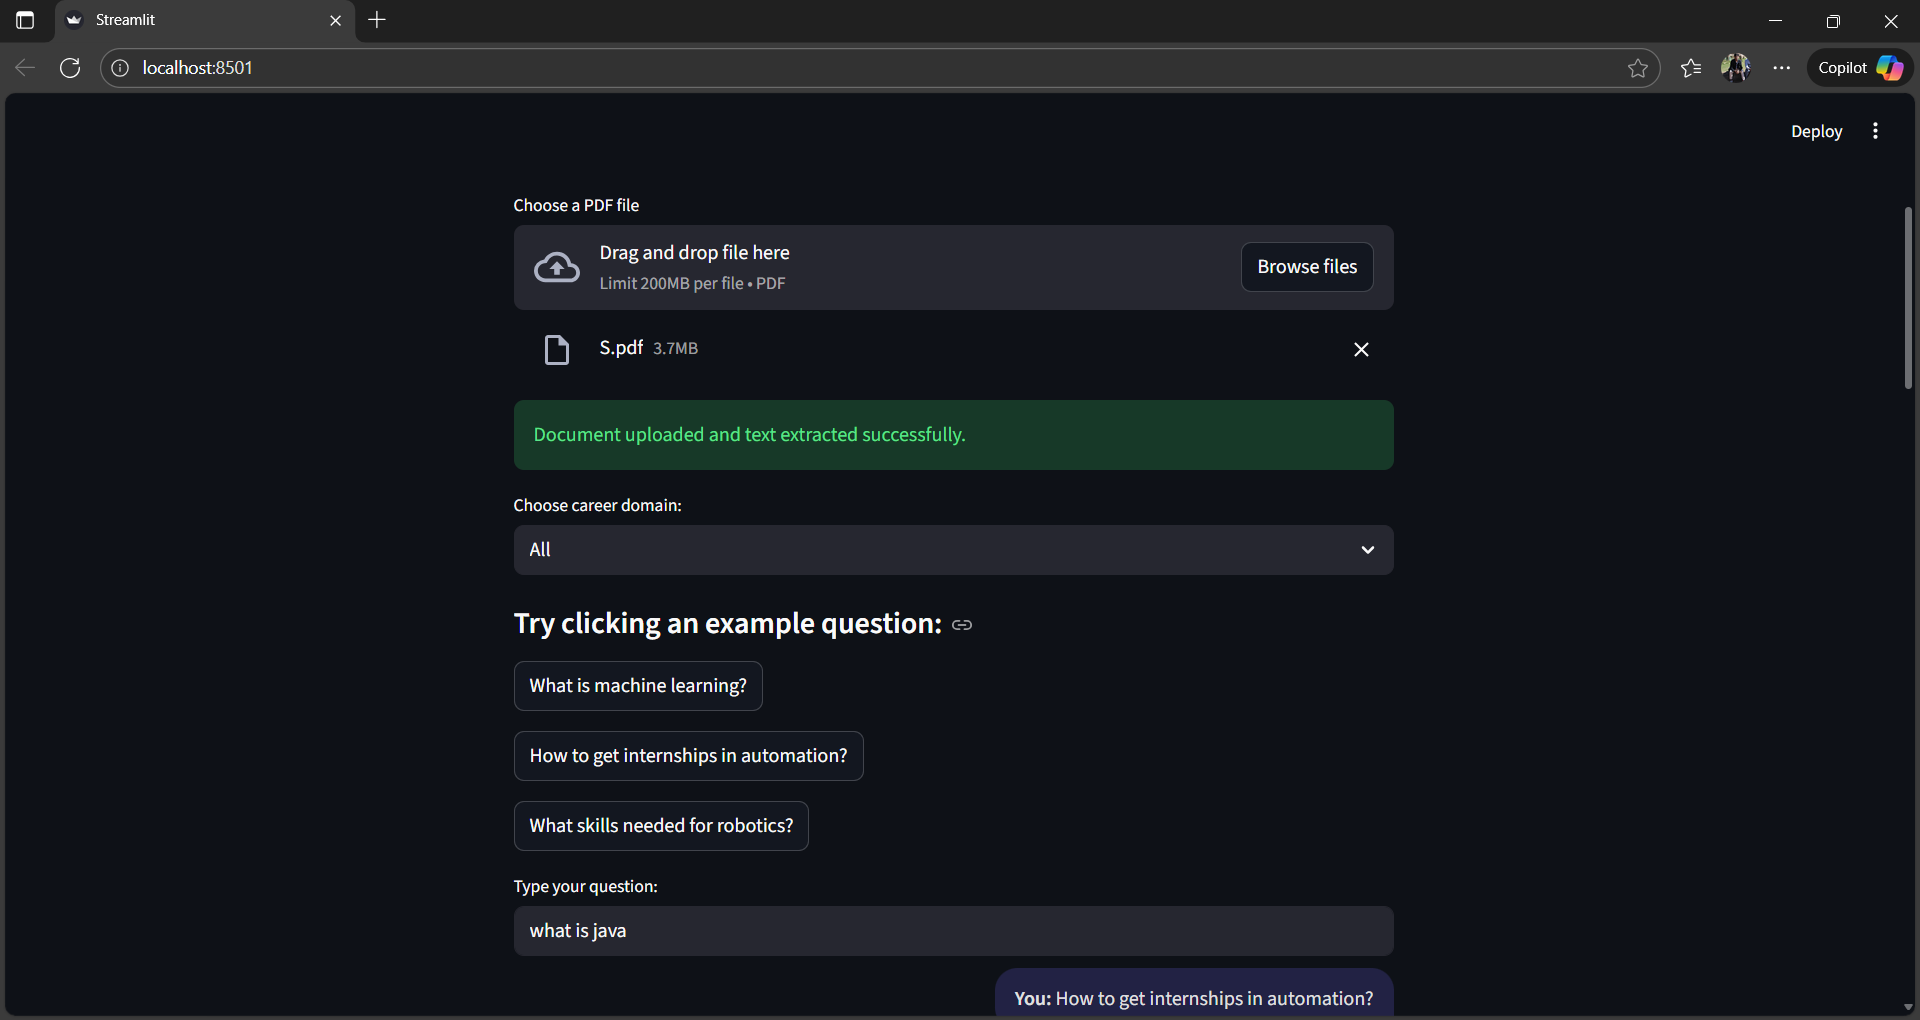 Streamlit
localhost:8501
Copilot
Deploy
Choose a PDF file
Drag and drop file here
Limit 200MB per file • PDF
Browse files
S.pdf 3.7MB
Document uploaded and text extracted successfully.
Choose career domain:
All
Try clicking an example question:
What is machine learning?
How to get internships in automation?
What skills needed for robotics?
Type your question:
what is java
You: How to get internships in automation?